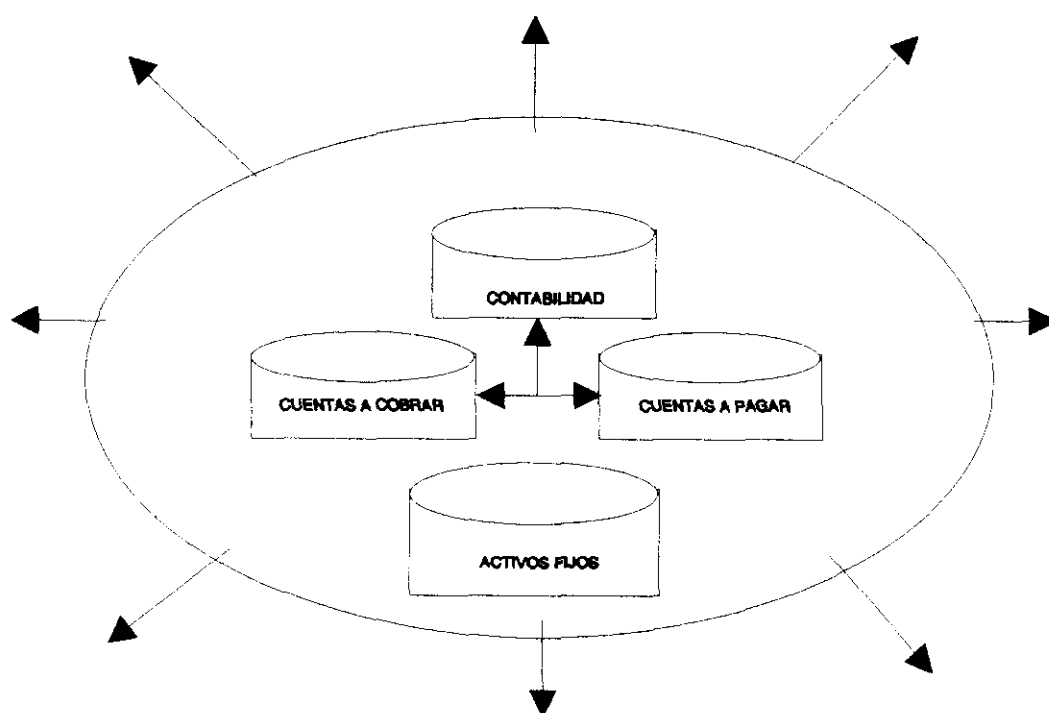 CONTABILIDAD
CUENTAS A COBRAR
CUENTAS A PAGAR
ACTIVOS FIJOS